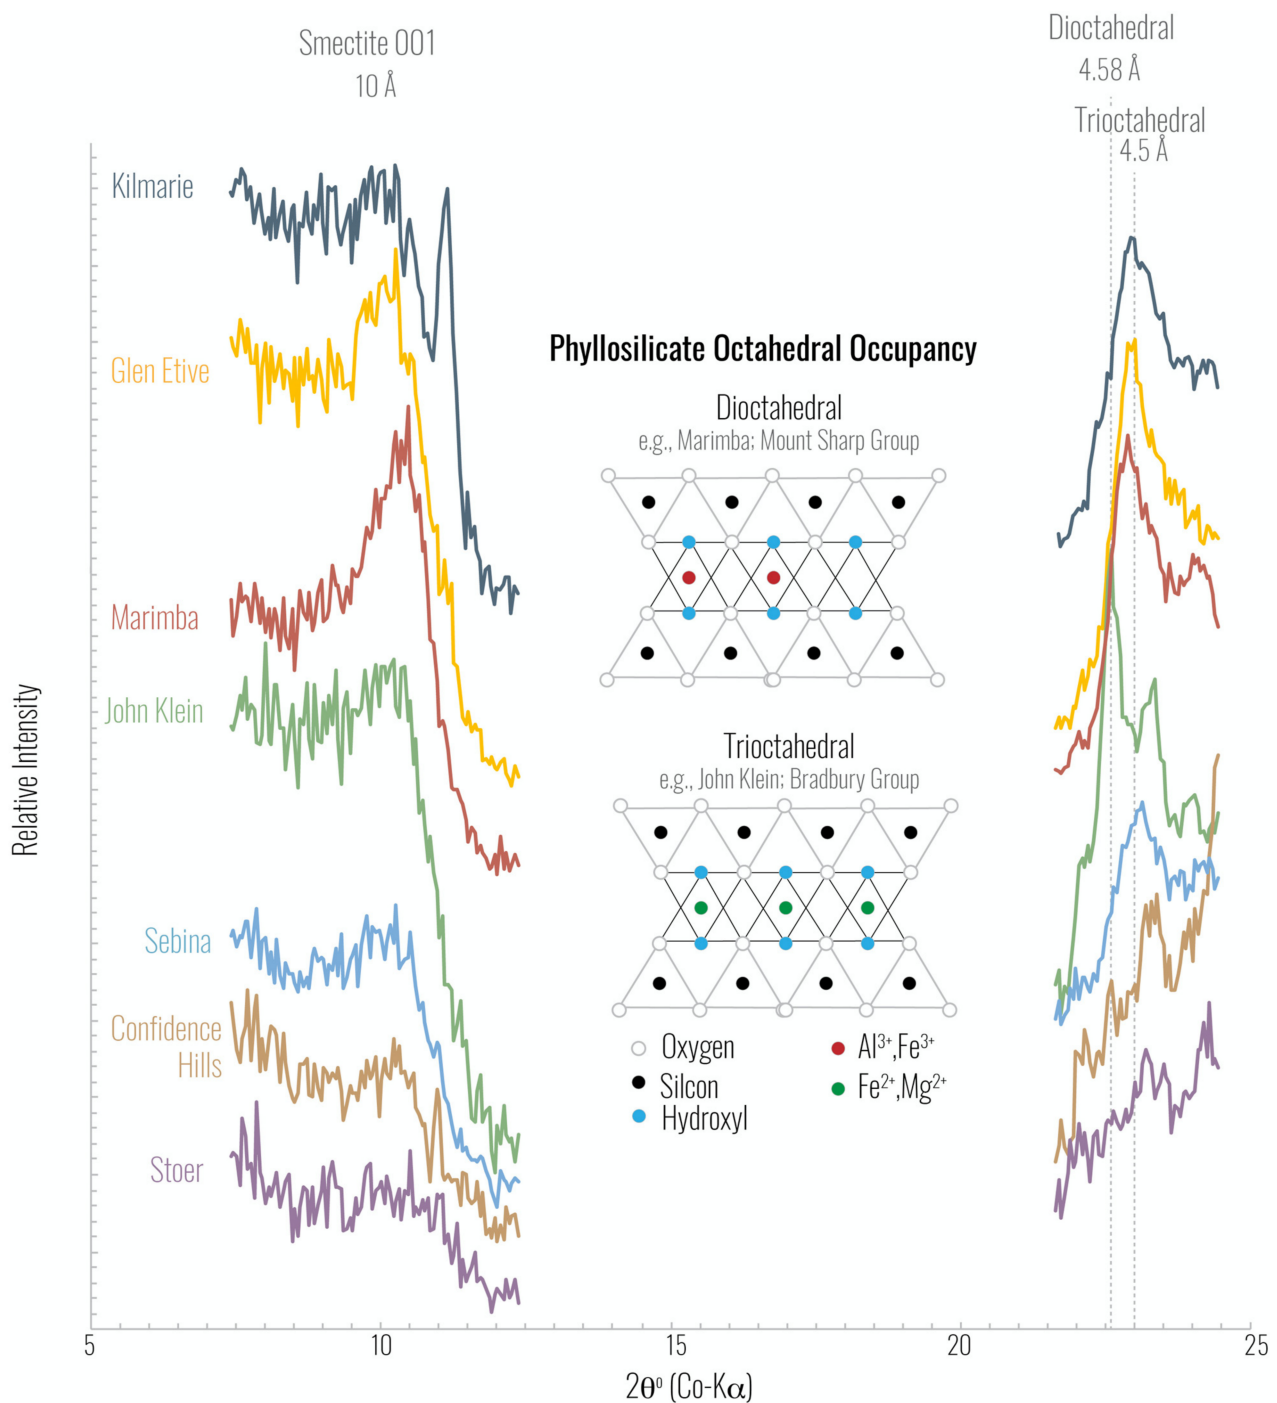 Smectite 001
10 Å
Dioctahedral
4.58 Å
Trioctahedral
4.5 Å
Kilmarie
Glen Etive
Marimba
John Klein
Sebina
Confidence
Hills
Stoer
Relative Intensity
Phyllosilicate Octahedral Occupancy
Dioctahedral
e.g., Marimba; Mount Sharp Group
Trioctahedral
e.g., John Klein; Bradbury Group
Oxygen
Silcon
Hydroxyl
Al³⁺,Fe³⁺
Fe²⁺,Mg²⁺
5 10 15 20 25
2θ⁰ (Co-Kα)